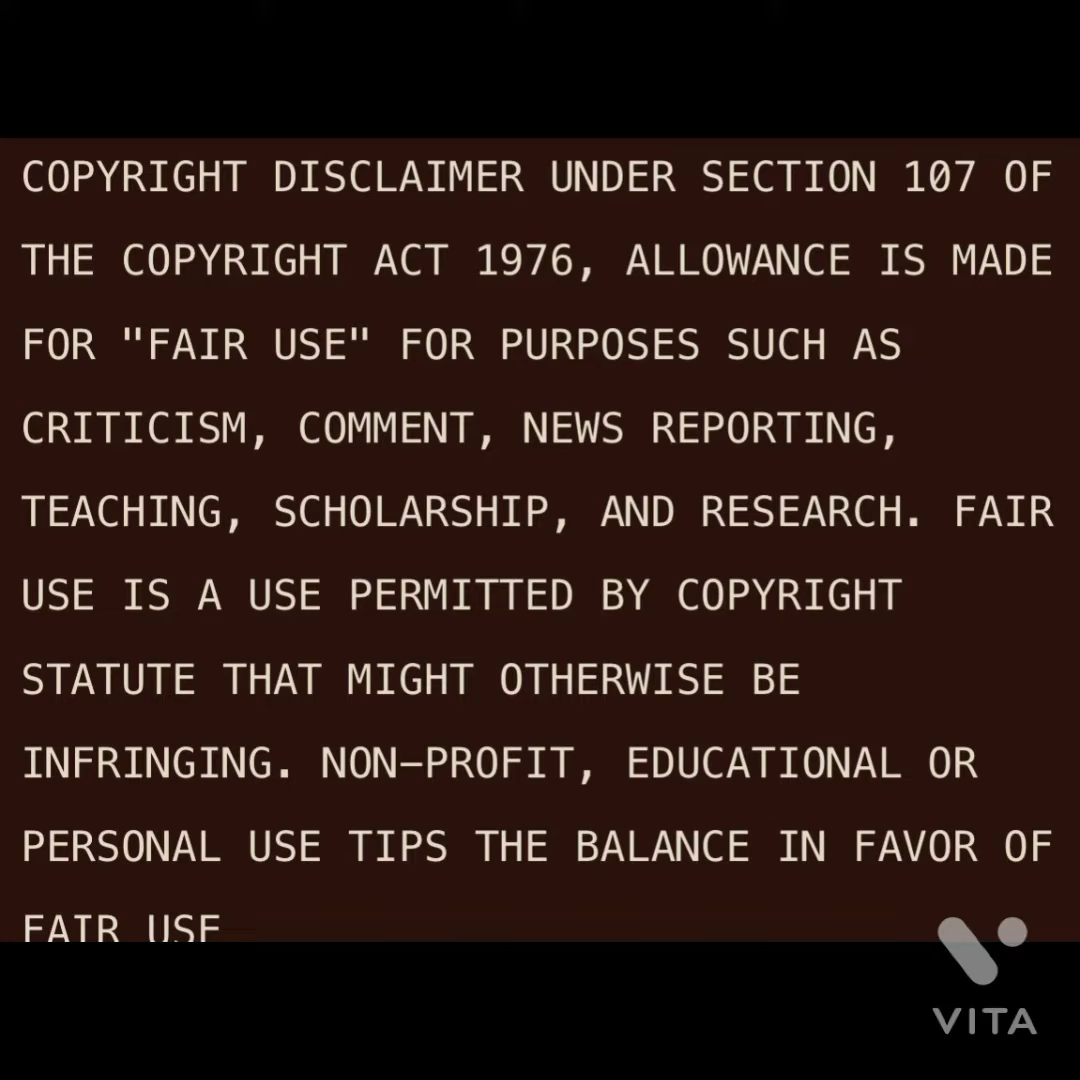 COPYRIGHT DISCLAIMER UNDER SECTION 107 OF
THE COPYRIGHT ACT 1976, ALLOWANCE IS MADE
FOR "FAIR USE" FOR PURPOSES SUCH AS
CRITICISM, COMMENT, NEWS REPORTING,
TEACHING, SCHOLARSHIP, AND RESEARCH. FAIR
USE IS A USE PERMITTED BY COPYRIGHT
STATUTE THAT MIGHT OTHERWISE BE
INFRINGING. NON-PROFIT, EDUCATIONAL OR
PERSONAL USE TIPS THE BALANCE IN FAVOR OF
FAIR USE
VITA